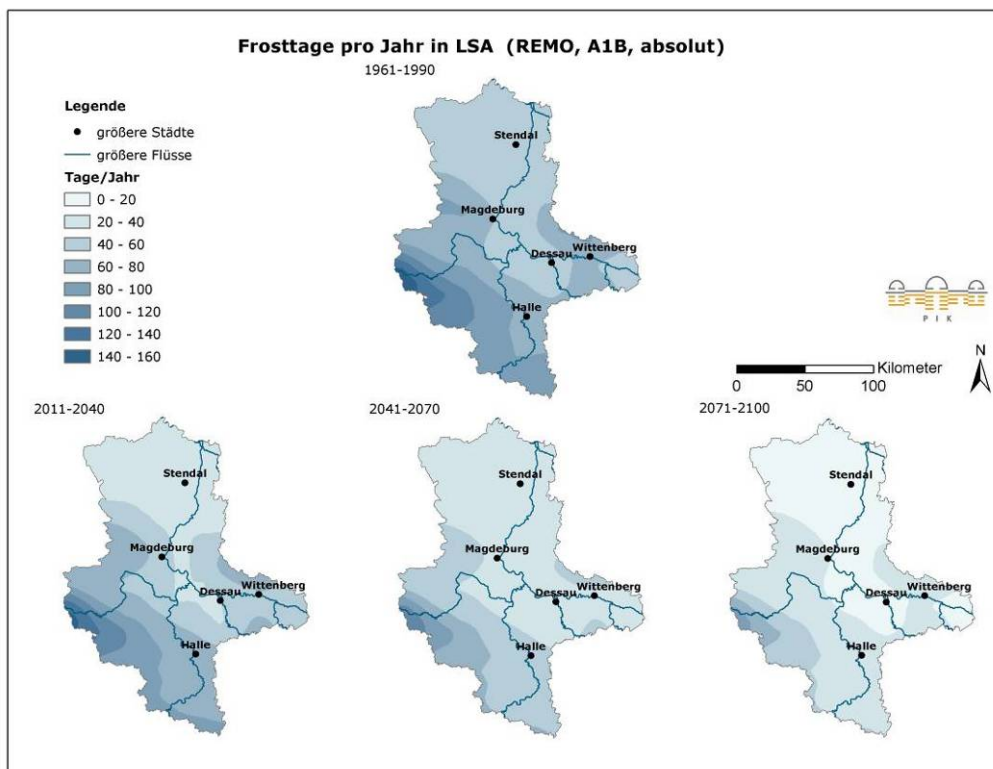 Frosttage pro Jahr in LSA (REMO, A1B, absolut)
1961-1990
Legende
größere Städte
größere Flüsse
Tage/Jahr
0 - 20
20 - 40
40 - 60
60 - 80
80 - 100
100 - 120
120 - 140
140 - 160
Stendal
Magdeburg
Dessau
Wittenberg
Halle
P I K
N
Kilometer
0 50 100
2011-2040
Stendal
Magdeburg
Dessau
Wittenberg
Halle
2041-2070
Stendal
Magdeburg
Dessau
Wittenberg
Halle
2071-2100
Stendal
Magdeburg
Dessau
Wittenberg
Halle